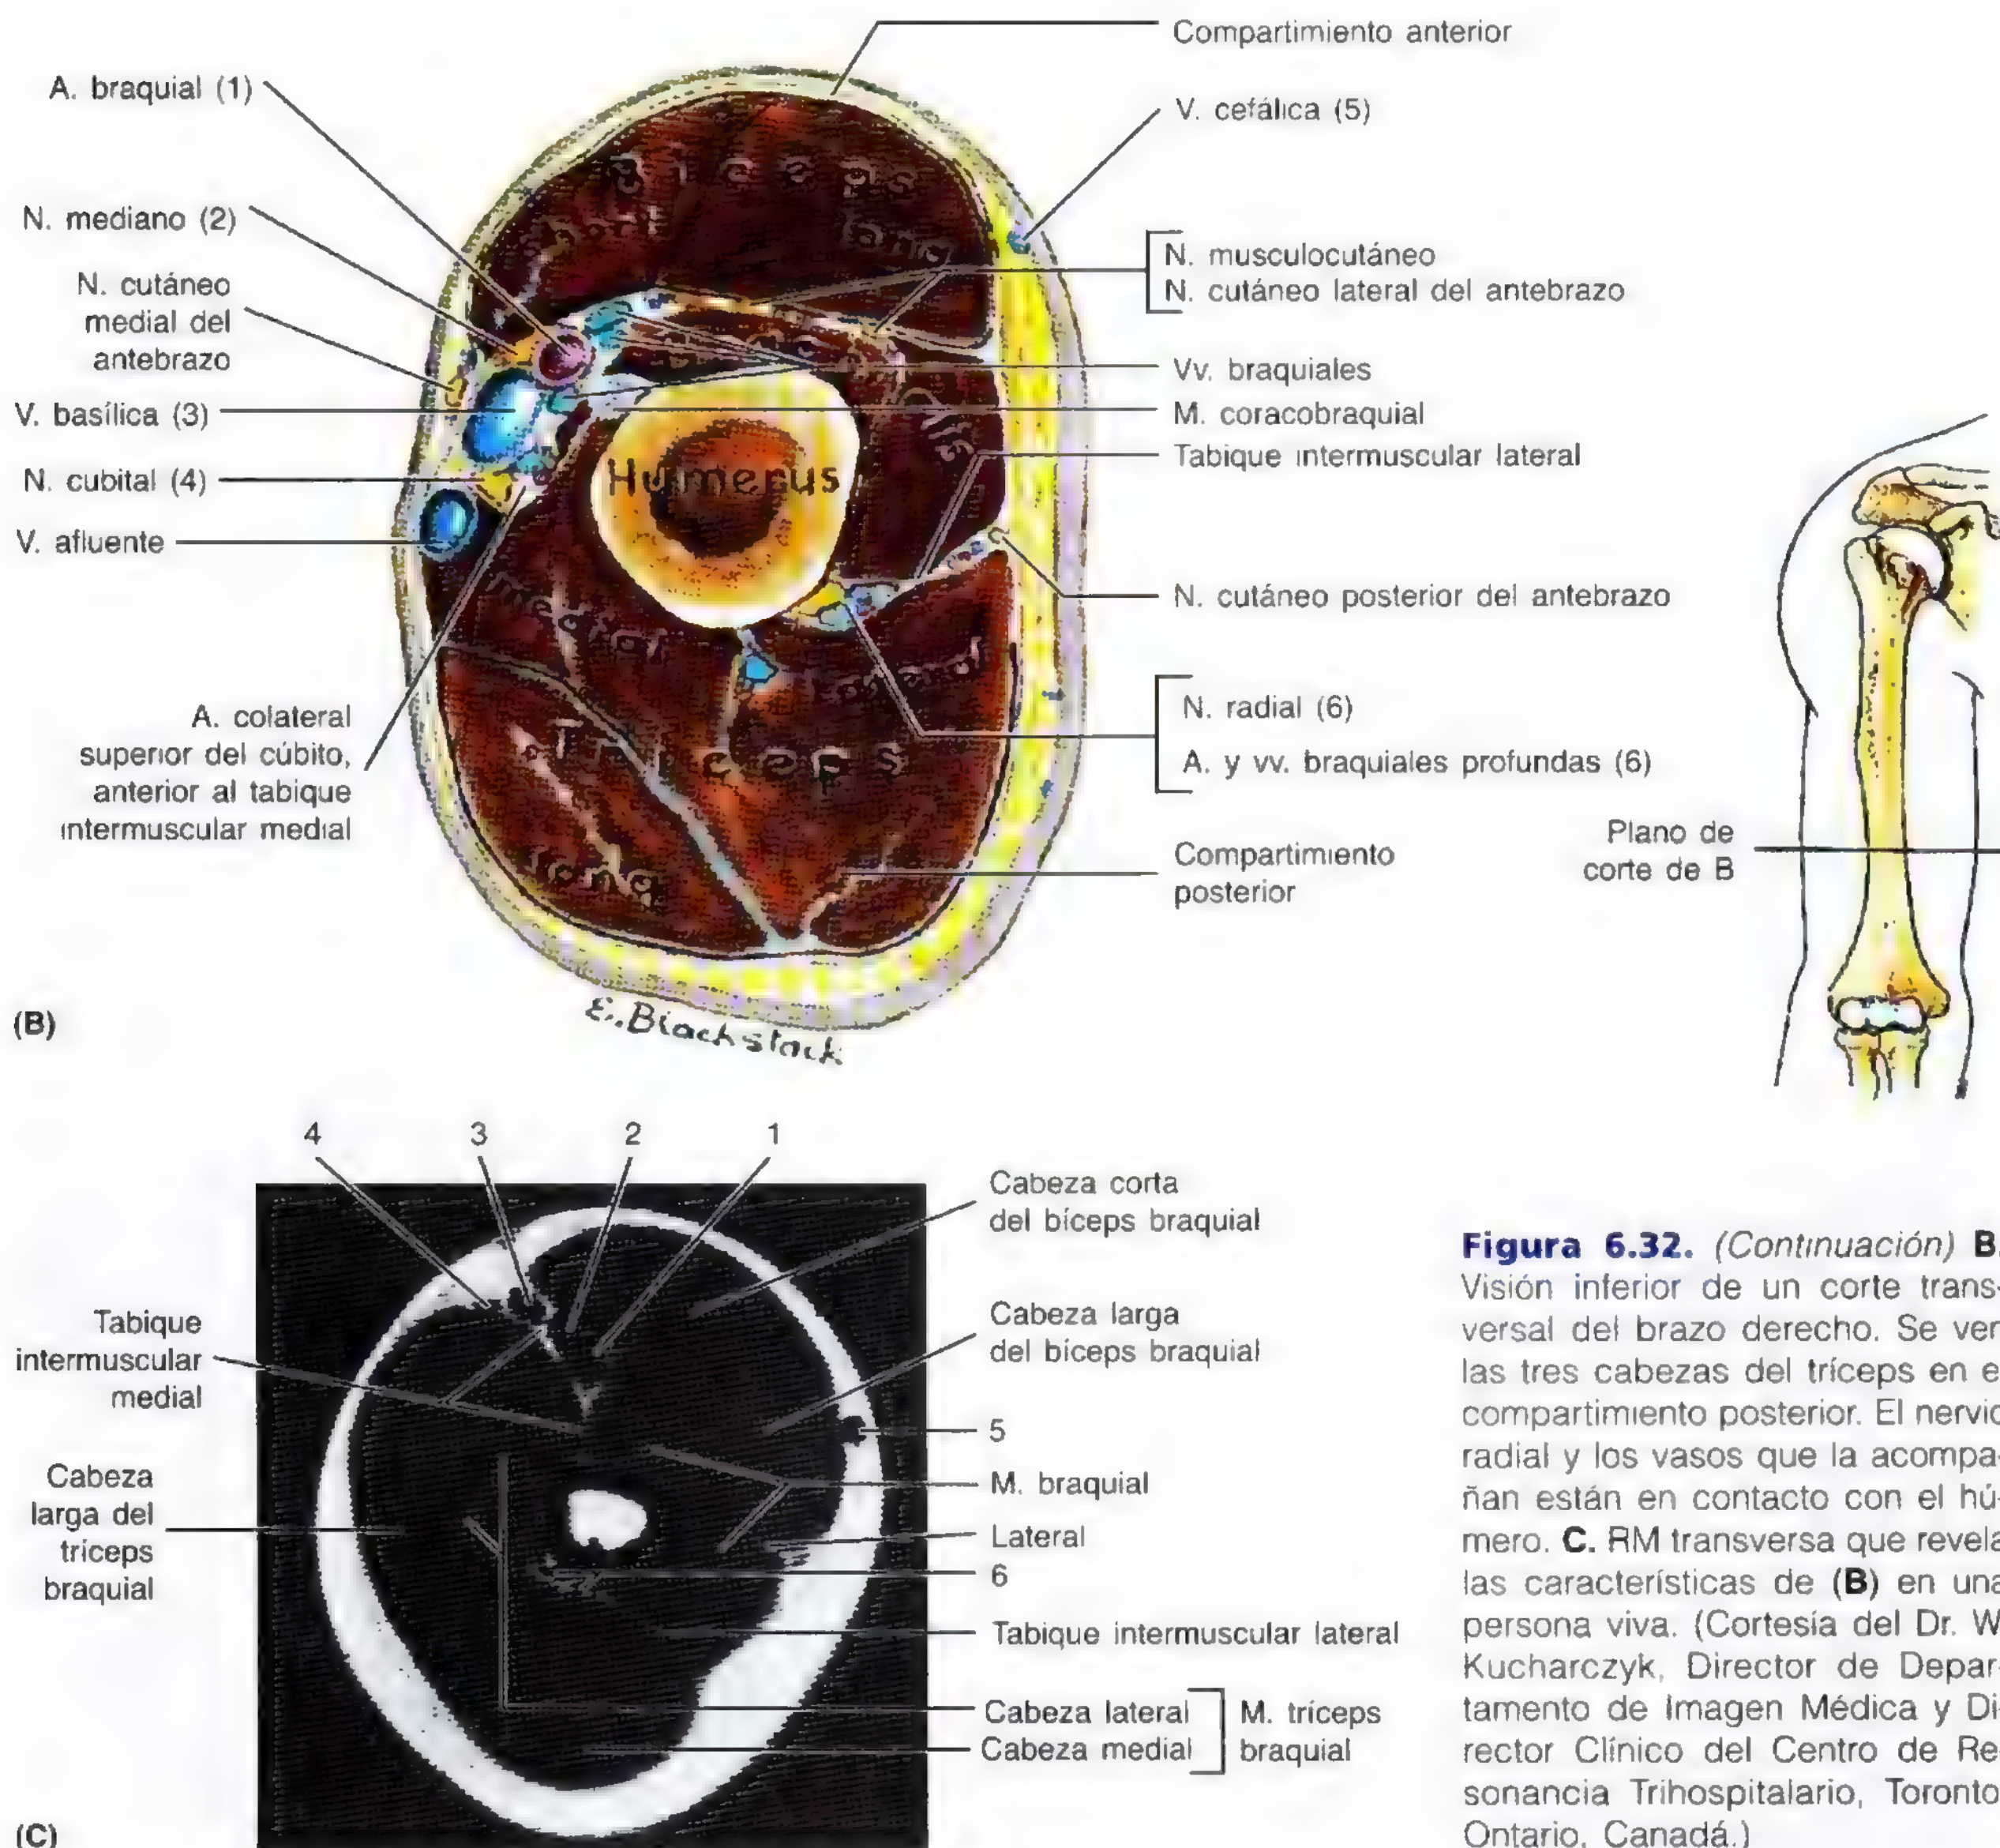 Compartimiento anterior
A. braquial (1)
V. cefálica (5)
N. mediano (2)
N. musculocutáneo
N. cutáneo lateral del antebrazo
N. cutáneo
medial del
antebrazo
Vv. braquiales
V. basílica (3)
M. coracobraquial
Tabique intermuscular lateral
N. cubital (4)
V. afluente
N. cutáneo posterior del antebrazo
A. colateral
superior del cúbito,
anterior al tabique
intermuscular medial
N. radial (6)
A. y vv. braquiales profundas (6)
Compartimiento
posterior
Plano de
corte de B
Biceps
short
long
Humerus
medial
lateral
Triceps
long
E. Blackstock
(B)
4 3 2 1
Cabeza corta
del bíceps braquial
Cabeza larga
del bíceps braquial
Tabique
intermuscular
medial
5
M. braquial
Cabeza
larga del
tríceps
braquial
Lateral
6
Tabique intermuscular lateral
Cabeza lateral
Cabeza medial
M. tríceps
braquial
(C)
Figura 6.32. (Continuación) B.
Visión inferior de un corte trans-
versal del brazo derecho. Se ven
las tres cabezas del tríceps en e
compartimiento posterior. El nervio
radial y los vasos que la acompa-
ñan están en contacto con el hú-
mero. C. RM transversa que revela
las características de (B) en una
persona viva. (Cortesía del Dr. W
Kucharczyk, Director de Depar-
tamento de Imagen Médica y Di-
rector Clínico del Centro de Re-
sonancia Trihospitalario, Toronto
Ontario, Canadá.)